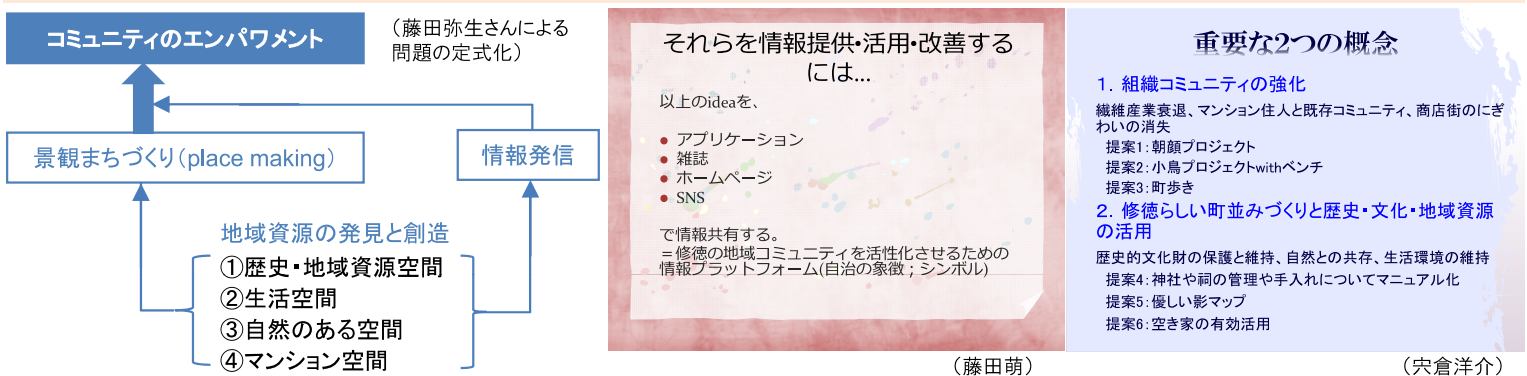 コミュニティのエンパワメント
（藤田弥生さんによる
問題の定式化）
景観まちづくり（place making）
情報発信
地域資源の発見と創造
①歴史・地域資源空間
②生活空間
③自然のある空間
④マンション空間
それらを情報提供・活用・改善する
には...
以上のideaを、
● アプリケーション
● 雑誌
● ホームページ
● SNS
で情報共有する。
＝修徳の地域コミュニティを活性化させるための
情報プラットフォーム(自治の象徴；シンボル)
（藤田萌）
重要な2つの概念
１．組織コミュニティの強化
繊維産業衰退、マンション住人と既存コミュニティ、商店街のにぎ
わいの消失
提案1：朝顔プロジェクト
提案2：小鳥プロジェクトwithベンチ
提案3：町歩き
２．修徳らしい町並みづくりと歴史・文化・地域資源
の活用
歴史的文化財の保護と維持、自然との共存、生活環境の維持
提案4：神社や祠の管理や手入れについてマニュアル化
提案5：優しい影マップ
提案6：空き家の有効活用
（宍倉洋介）